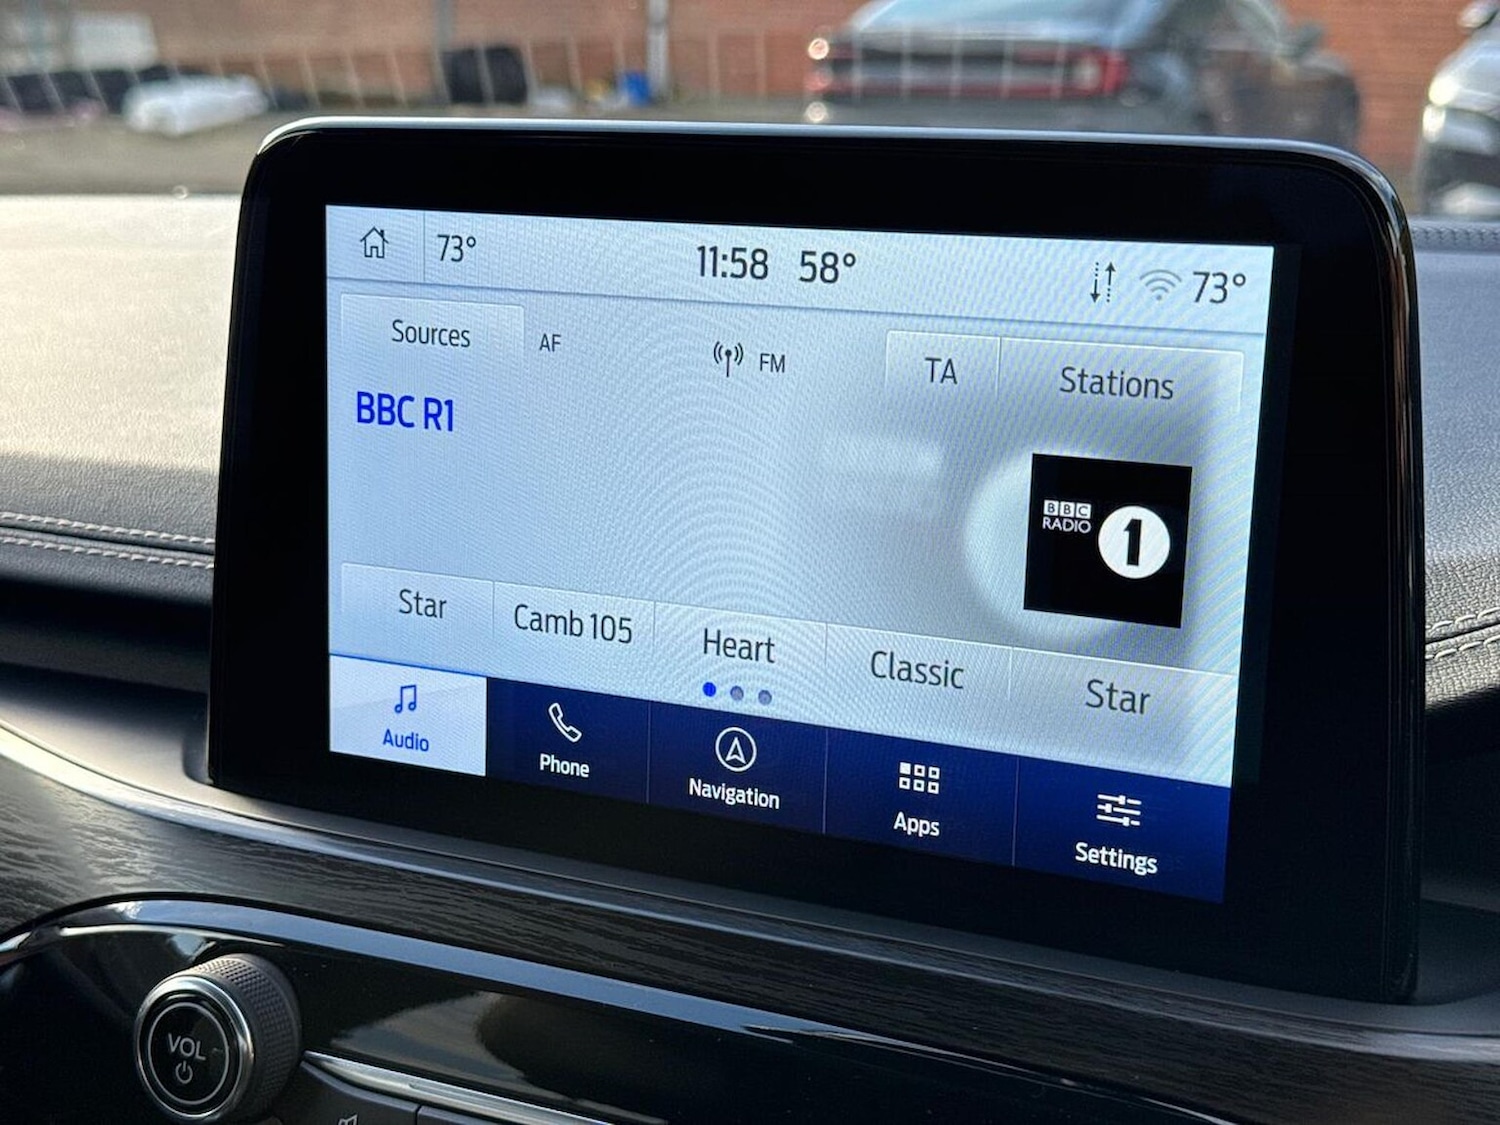 73° 11:58 58° 73°
Sources AF FM TA Stations
BBC R1
BBC
RADIO 1
Star Camb 105 Heart Classic Star
Audio Phone Navigation Apps Settings
VOL